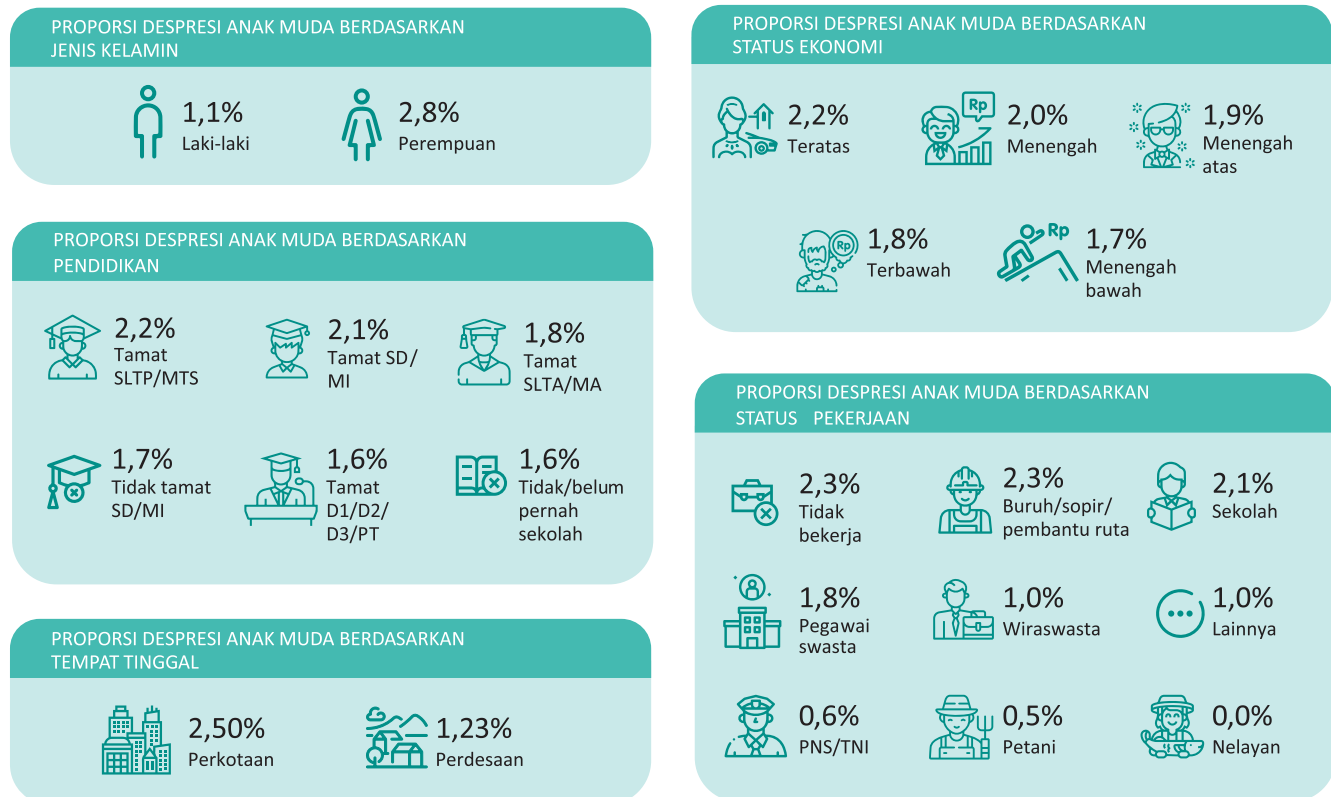 PROPORSI DESPRESI ANAK MUDA BERDASARKAN
JENIS KELAMIN
1,1%
Laki-laki
2,8%
Perempuan
PROPORSI DESPRESI ANAK MUDA BERDASARKAN
PENDIDIKAN
2,2%
Tamat
SLTP/MTS
2,1%
Tamat SD/
MI
1,8%
Tamat
SLTA/MA
1,7%
Tidak tamat
SD/MI
1,6%
Tamat
D1/D2/
D3/PT
1,6%
Tidak/belum
pernah
sekolah
PROPORSI DESPRESI ANAK MUDA BERDASARKAN
TEMPAT TINGGAL
2,50%
Perkotaan
1,23%
Perdesaan
PROPORSI DESPRESI ANAK MUDA BERDASARKAN
STATUS EKONOMI
2,2%
Teratas
Rp
2,0%
Menengah
1,9%
Menengah
atas
Rp
1,8%
Terbawah
Rp
1,7%
Menengah
bawah
PROPORSI DESPRESI ANAK MUDA BERDASARKAN
STATUS PEKERJAAN
2,3%
Tidak
bekerja
2,3%
Buruh/sopir/
pembantu ruta
2,1%
Sekolah
1,8%
Pegawai
swasta
1,0%
Wiraswasta
1,0%
Lainnya
0,6%
PNS/TNI
0,5%
Petani
0,0%
Nelayan